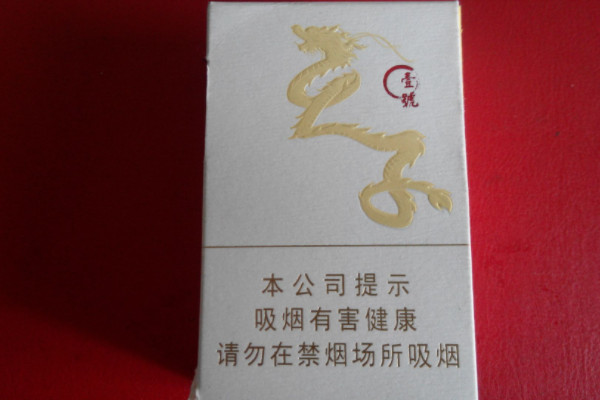 壹
號
本公司提示
吸烟有害健康
请勿在禁烟场所吸烟